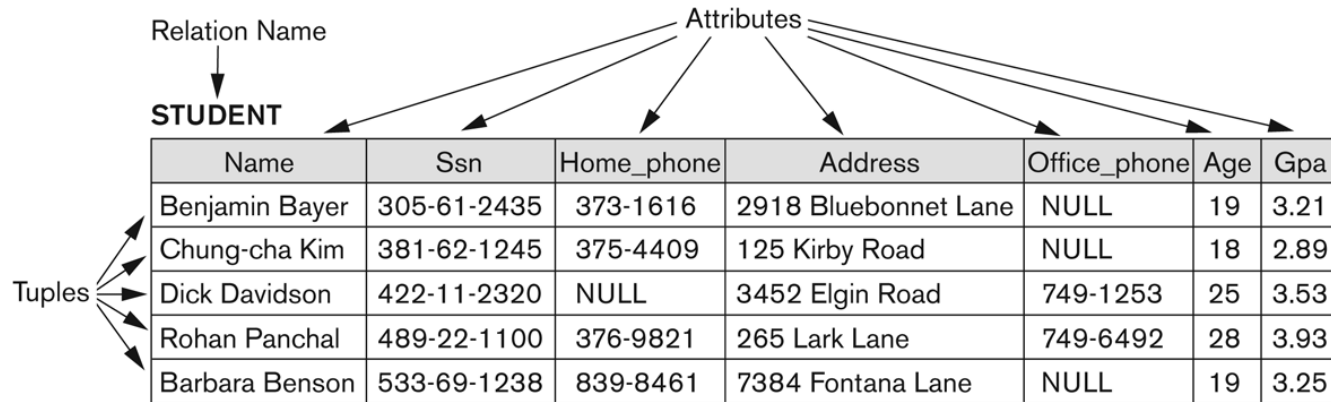 Attributes
Relation Name
STUDENT
Name Ssn Home_phone Address Office_phone Age Gpa
Benjamin Bayer 305-61-2435 373-1616 2918 Bluebonnet Lane NULL 19 3.21
Chung-cha Kim 381-62-1245 375-4409 125 Kirby Road NULL 18 2.89
Tuples Dick Davidson 422-11-2320 NULL 3452 Elgin Road 749-1253 25 3.53
Rohan Panchal 489-22-1100 376-9821 265 Lark Lane 749-6492 28 3.93
Barbara Benson 533-69-1238 839-8461 7384 Fontana Lane NULL 19 3.25